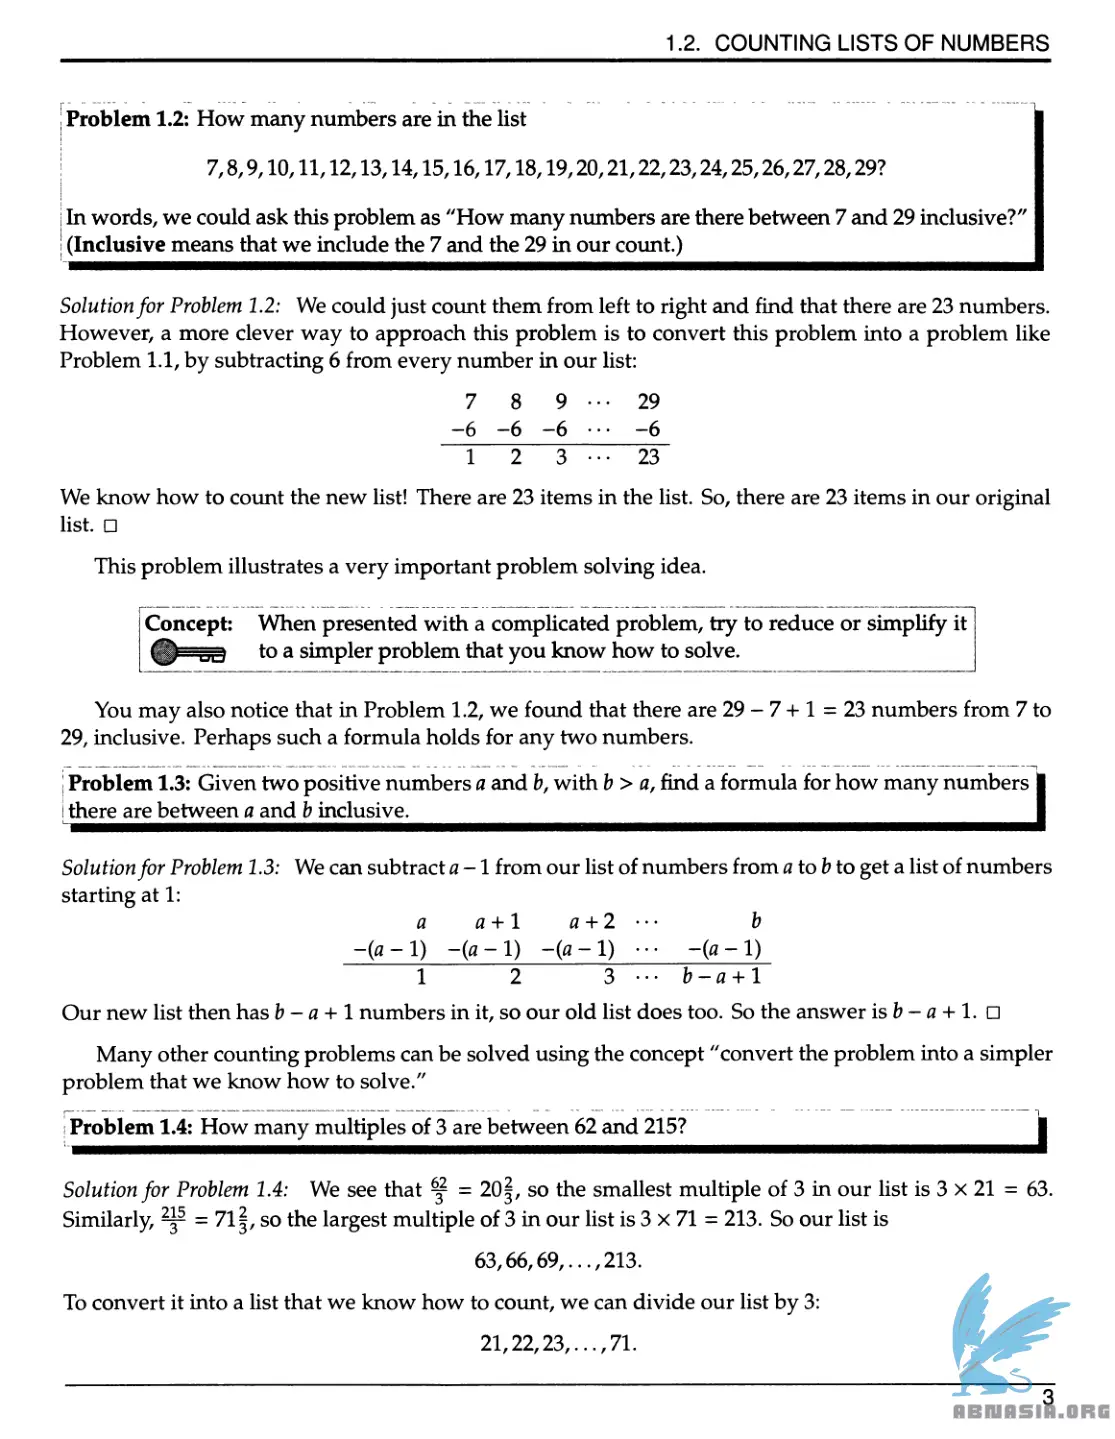 1.2. COUNTING LISTS OF NUMBERS
Problem 1.2: How many numbers are in the list
7, 8, 9, 10, 11, 12, 13, 14, 15, 16, 17, 18, 19, 20, 21, 22, 23, 24, 25, 26, 27, 28, 29?
In words, we could ask this problem as "How many numbers are there between 7 and 29 inclusive?"
(Inclusive means that we include the 7 and the 29 in our count.)
Solution for Problem 1.2: We could just count them from left to right and find that there are 23 numbers.
However, a more clever way to approach this problem is to convert this problem into a problem like
Problem 1.1, by subtracting 6 from every number in our list:
7 8 9 ··· 29
−6 −6 −6 ··· −6
1 2 3 ··· 23
We know how to count the new list! There are 23 items in the list. So, there are 23 items in our original
list. □
This problem illustrates a very important problem solving idea.
Concept: When presented with a complicated problem, try to reduce or simplify it
to a simpler problem that you know how to solve.
You may also notice that in Problem 1.2, we found that there are 29 − 7 + 1 = 23 numbers from 7 to
29, inclusive. Perhaps such a formula holds for any two numbers.
Problem 1.3: Given two positive numbers a and b, with b > a, find a formula for how many numbers
there are between a and b inclusive.
Solution for Problem 1.3: We can subtract a − 1 from our list of numbers from a to b to get a list of numbers
starting at 1:
a a + 1 a + 2 ··· b
−(a − 1) −(a − 1) −(a − 1) ··· −(a − 1)
1 2 3 ··· b − a + 1
Our new list then has b − a + 1 numbers in it, so our old list does too. So the answer is b − a + 1. □
Many other counting problems can be solved using the concept "convert the problem into a simpler
problem that we know how to solve."
Problem 1.4: How many multiples of 3 are between 62 and 215?
Solution for Problem 1.4: We see that 62/3 = 20 2/3, so the smallest multiple of 3 in our list is 3 × 21 = 63.
Similarly, 215/3 = 71 2/3, so the largest multiple of 3 in our list is 3 × 71 = 213. So our list is
63, 66, 69, . . . , 213.
To convert it into a list that we know how to count, we can divide our list by 3:
21, 22, 23, . . . , 71.
3
ABNASIA.ORG